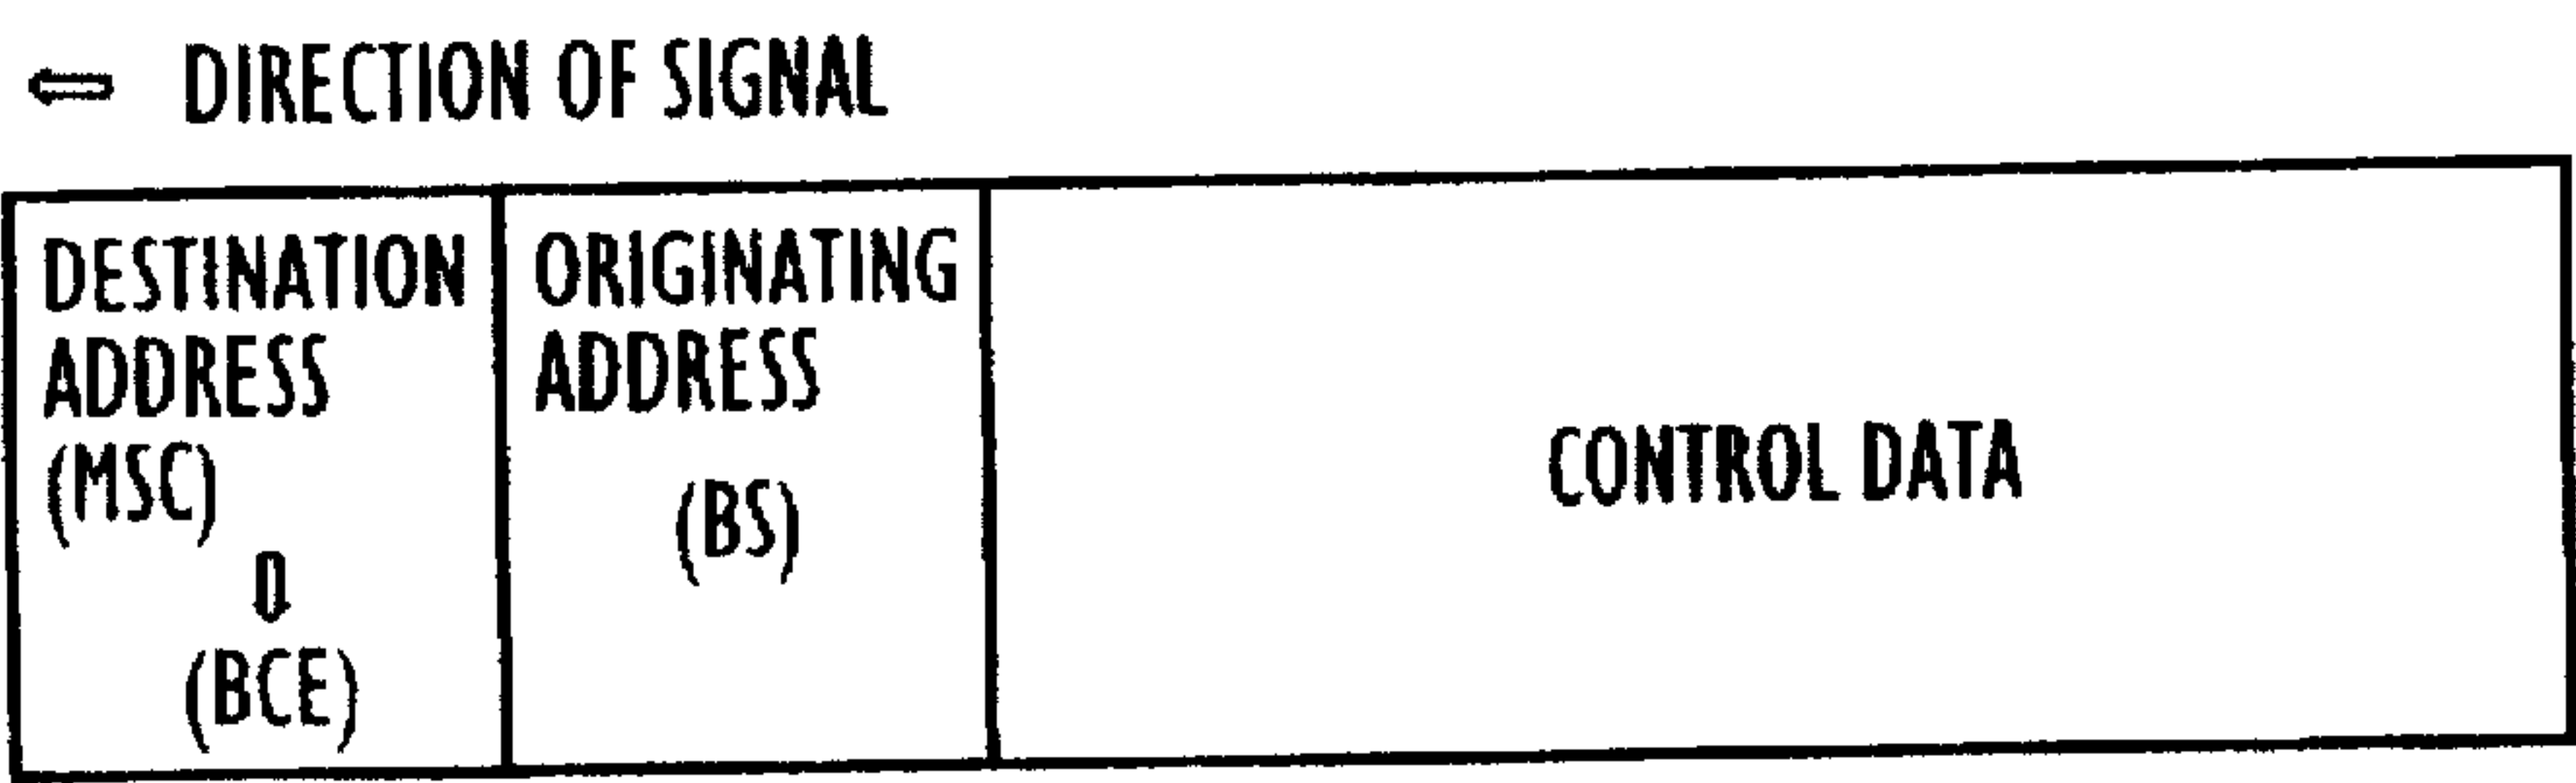 ⇐ DIRECTION OF SIGNAL
DESTINATION
ADDRESS
(MSC)
⇩
(BCE)
ORIGINATING
ADDRESS
(BS)
CONTROL DATA